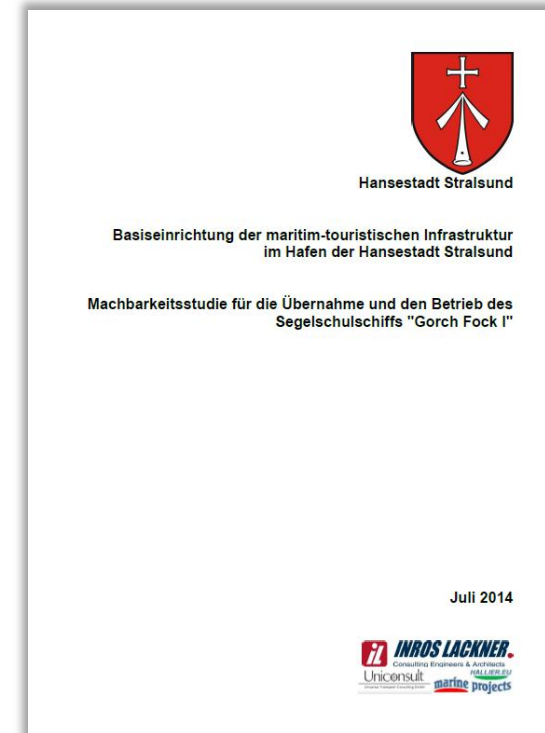 Hansestadt Stralsund
Basiseinrichtung der maritim-touristischen Infrastruktur
im Hafen der Hansestadt Stralsund
Machbarkeitsstudie für die Übernahme und den Betrieb des
Segelschulschiffs "Gorch Fock I"
Juli 2014
iL INROS LACKNER.
Consulting Engineers & Architects
HALLIER.EU
Uniconsult
marine projects